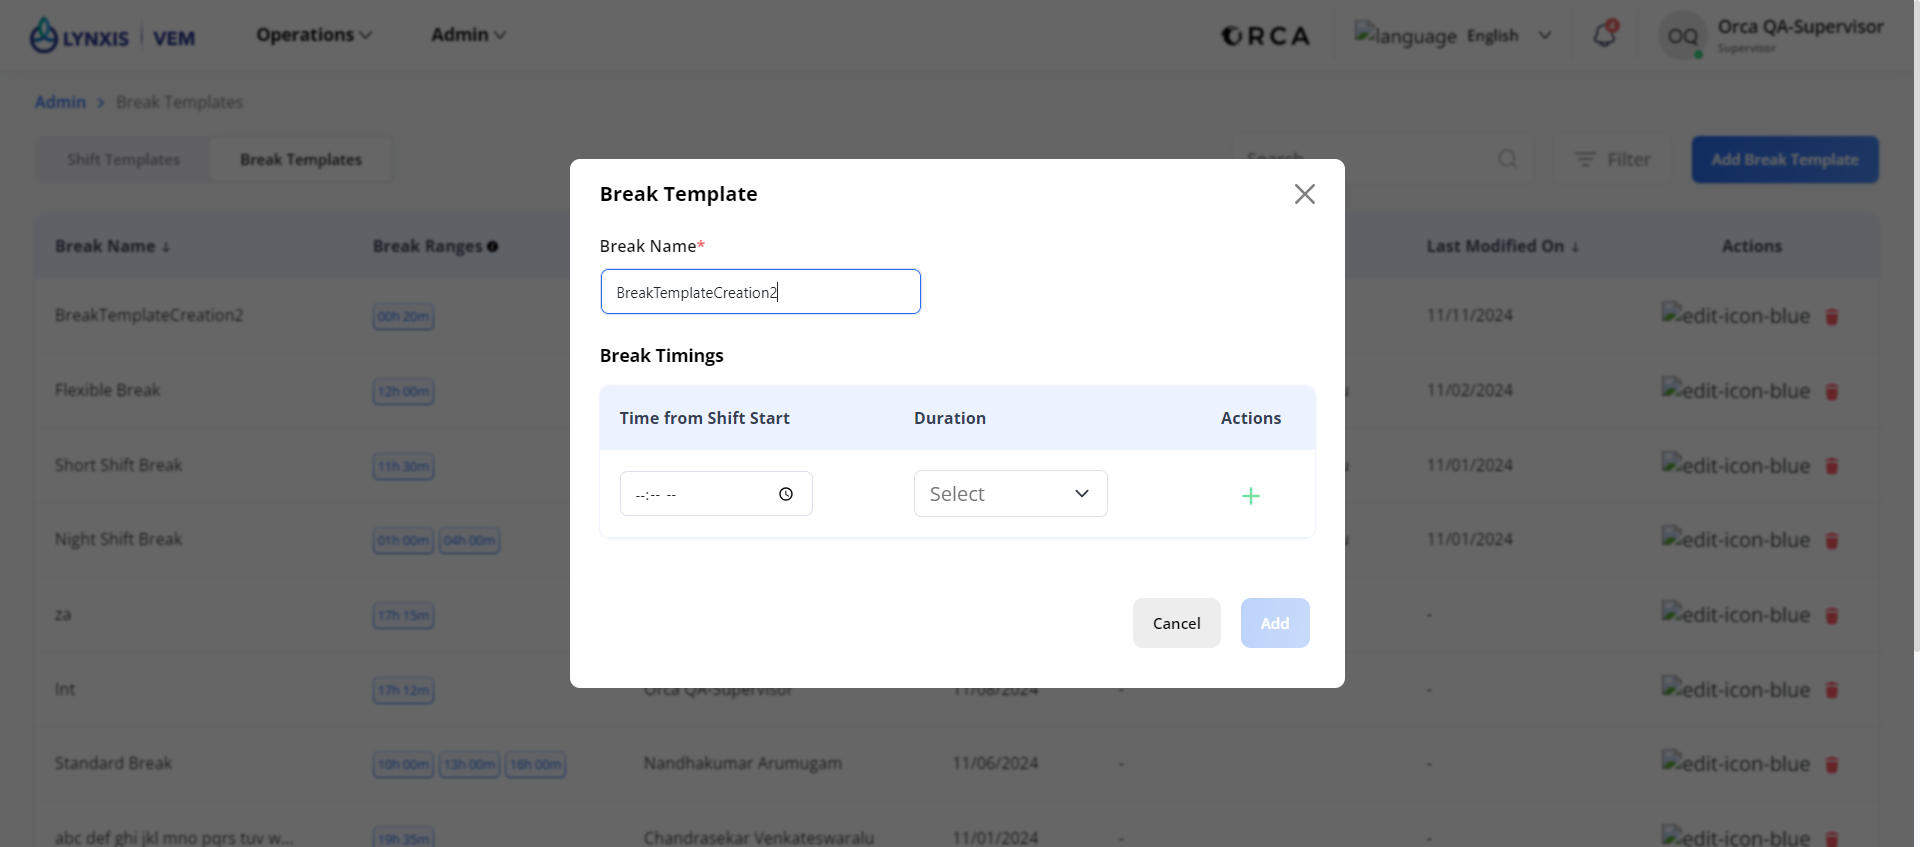 LYNXIS | VEM Operations Admin ORCA language English 4 OQ Orca QA-Supervisor
Supervisor
Admin > Break Templates
Shift Templates Break Templates Search Filter Add Break Template
Break Name ↓ Break Ranges Last Modified On ↓ Actions
BreakTemplateCreation2 00h 20m 11/11/2024 edit-icon-blue
Flexible Break 12h 00m 11/02/2024 edit-icon-blue
Short Shift Break 11h 30m 11/01/2024 edit-icon-blue
Night Shift Break 01h 00m 04h 00m 11/01/2024 edit-icon-blue
za 17h 15m - edit-icon-blue
Int 17h 12m Orca QA-Supervisor 11/08/2024 - - edit-icon-blue
Standard Break 10h 00m 13h 00m 16h 00m Nandhakumar Arumugam 11/06/2024 - - edit-icon-blue
abc def ghi jkl mno pqrs tuv w... 19h 35m Chandrasekar Venkateswaralu 11/01/2024 - - edit-icon-blue
Break Template
Break Name*
BreakTemplateCreation2
Break Timings
Time from Shift Start Duration Actions
--:-- -- Select +
Cancel Add